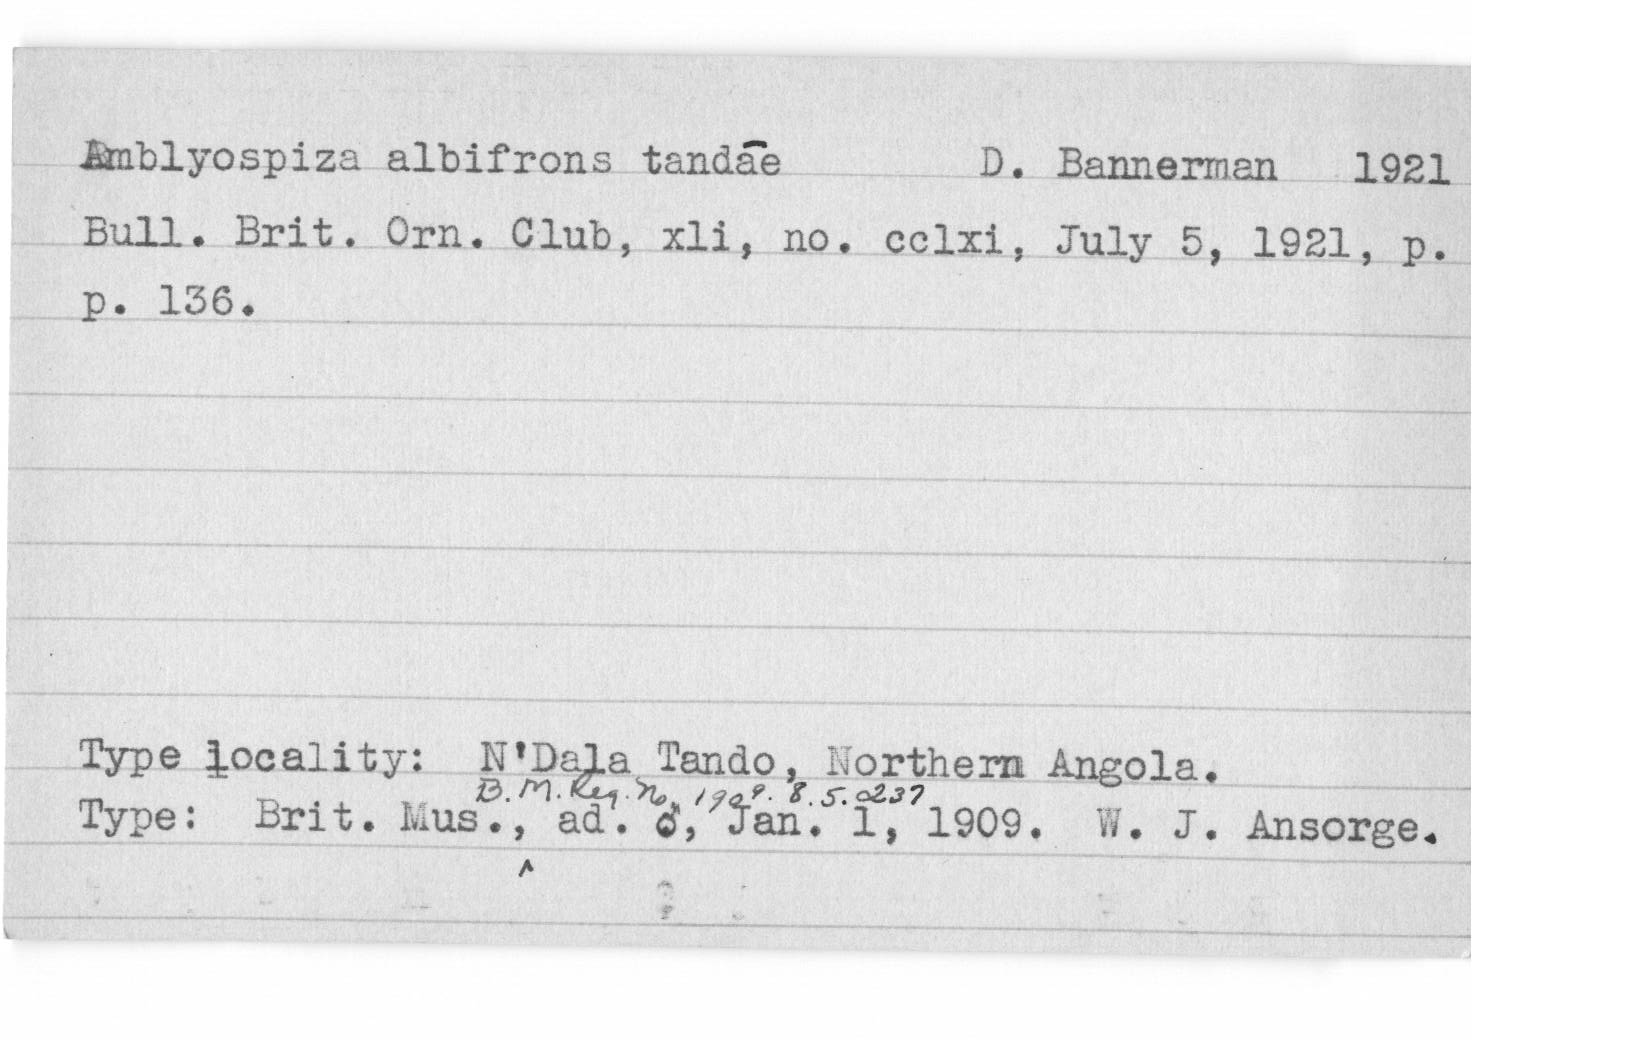 Amblyospiza albifrons tandae D. Bannerman 1921
Bull. Brit. Orn. Club, xli, no. cclxi, July 5, 1921, p.
p. 136.
Type locality: N'Dala Tando, Northern Angola.
B. M. Reg. No. 1909. 8. 5. 237
Type: Brit. Mus., ^ ad. ♂, Jan. 1, 1909. W. J. Ansorge.